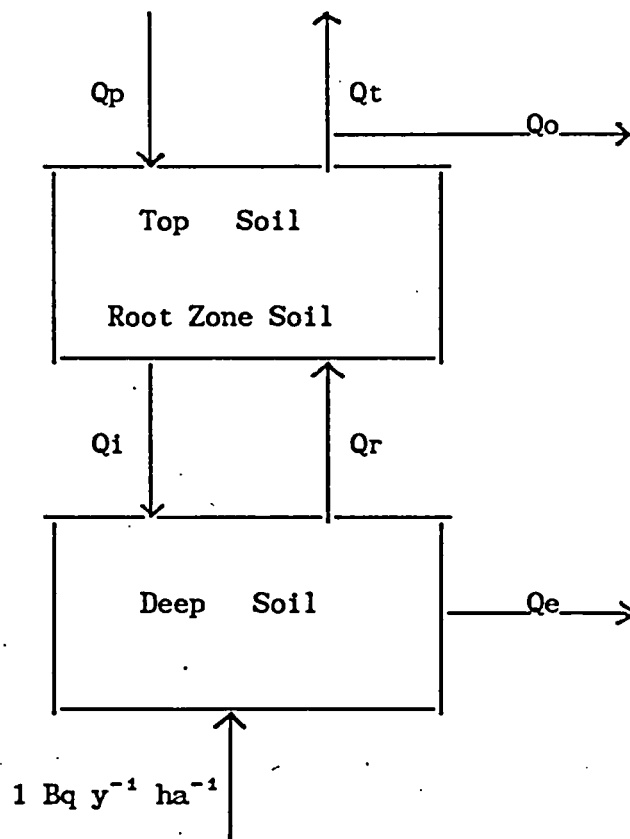 Qp
Qt
Qo
Top Soil
Root Zone Soil
Qi
Qr
Deep Soil
Qe
1 Bq y⁻¹ ha⁻¹